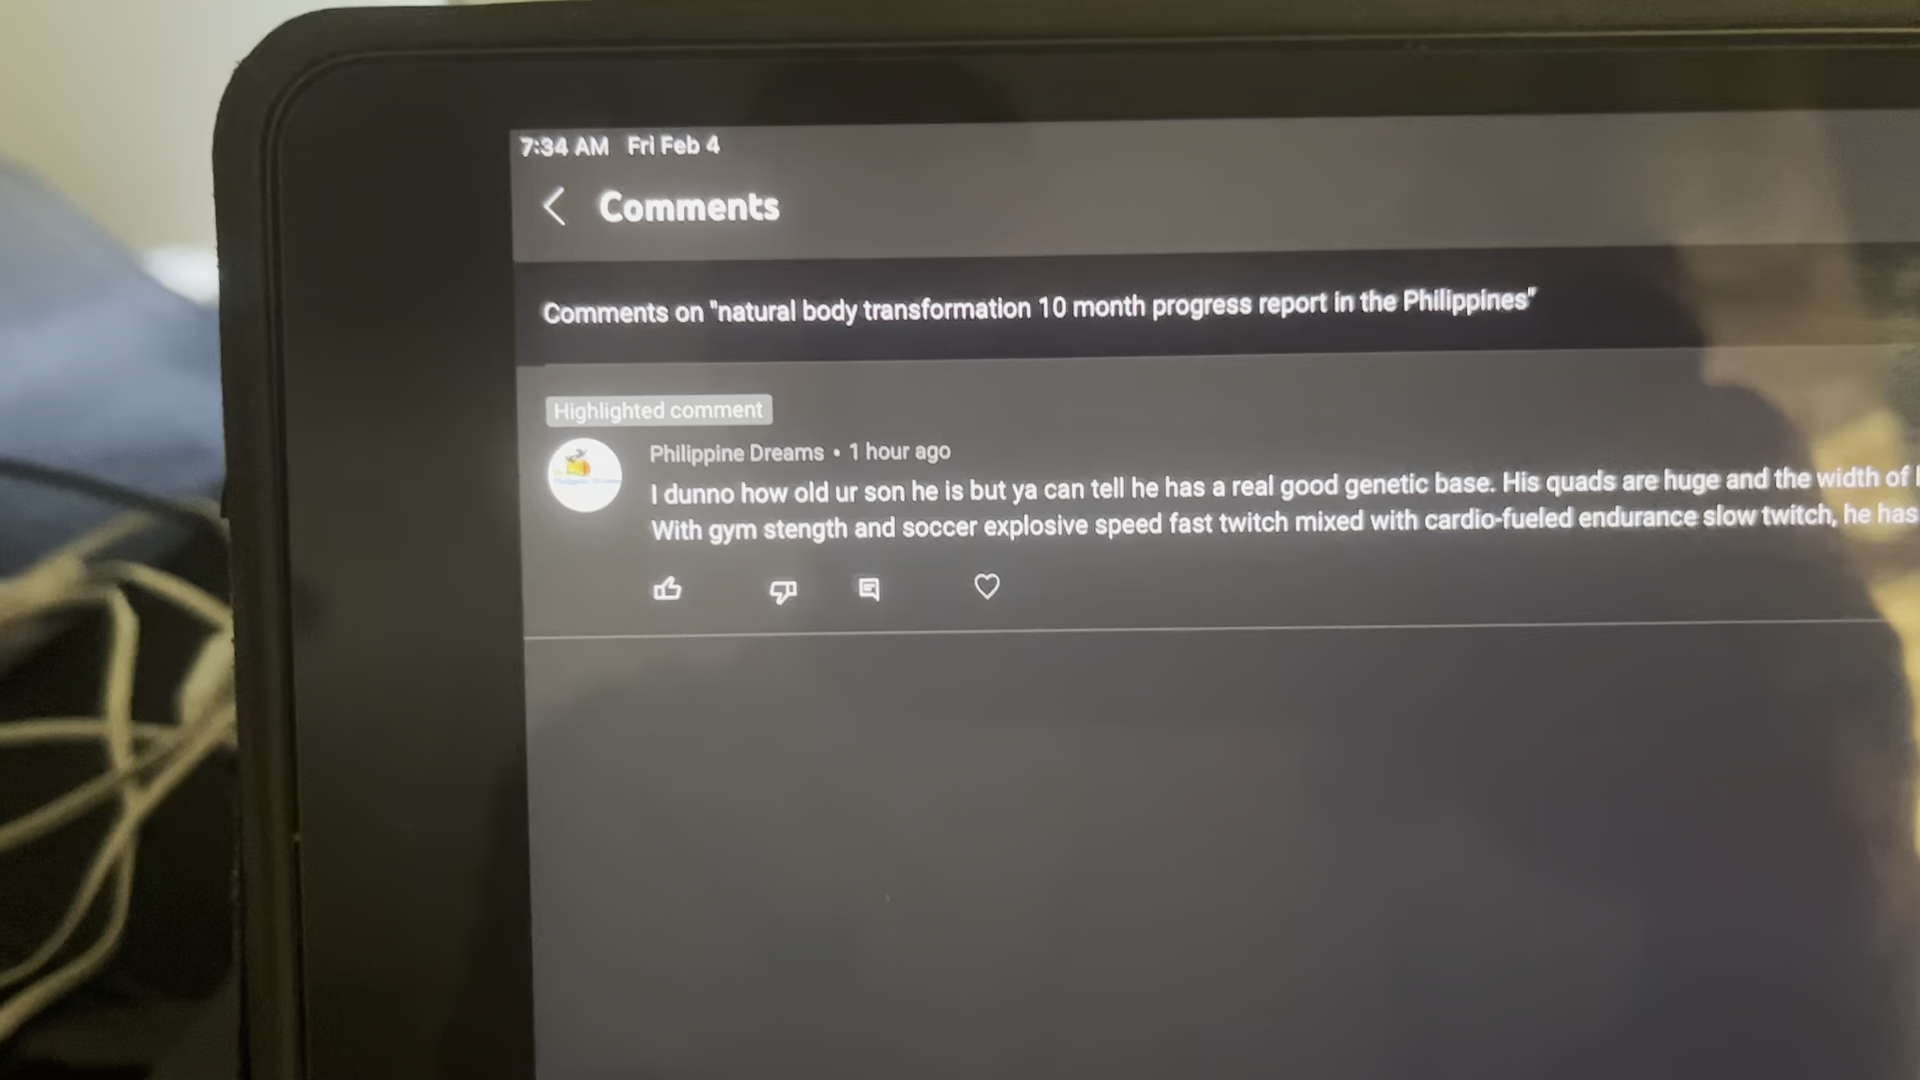 7:34 AM Fri Feb 4
Comments
Comments on "natural body transformation 10 month progress report in the Philippines"
Highlighted comment
Philippine Dreams • 1 hour ago
I dunno how old ur son he is but ya can tell he has a real good genetic base. His quads are huge and the width of
With gym stength and soccer explosive speed fast twitch mixed with cardio-fueled endurance slow twitch, he has